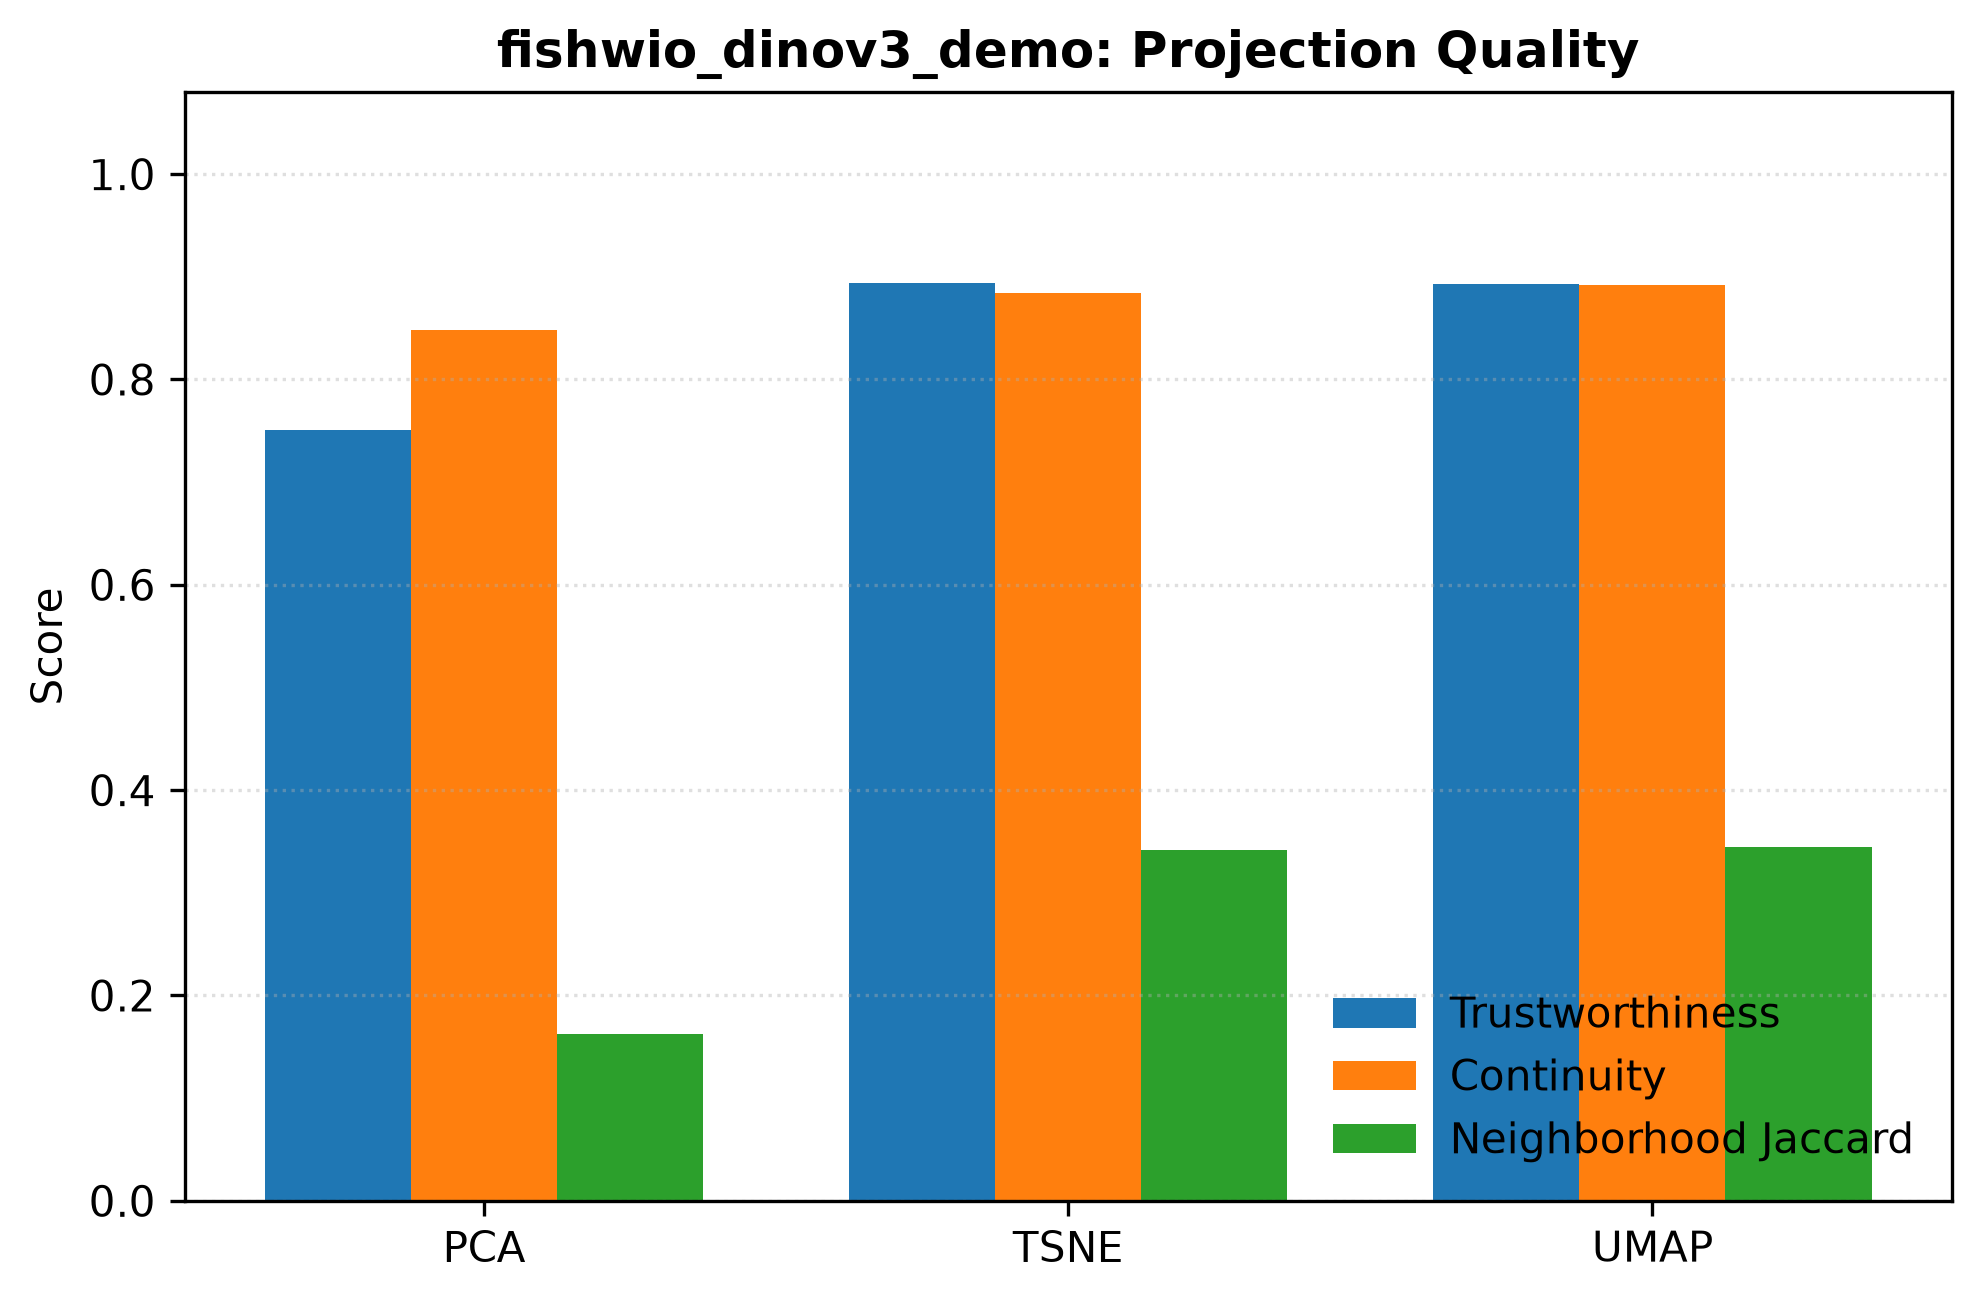 fishwio_dinov3_demo: Projection Quality
Score
1.0
0.8
0.6
0.4
0.2
0.0
Trustworthiness
Continuity
Neighborhood Jaccard
PCA TSNE UMAP